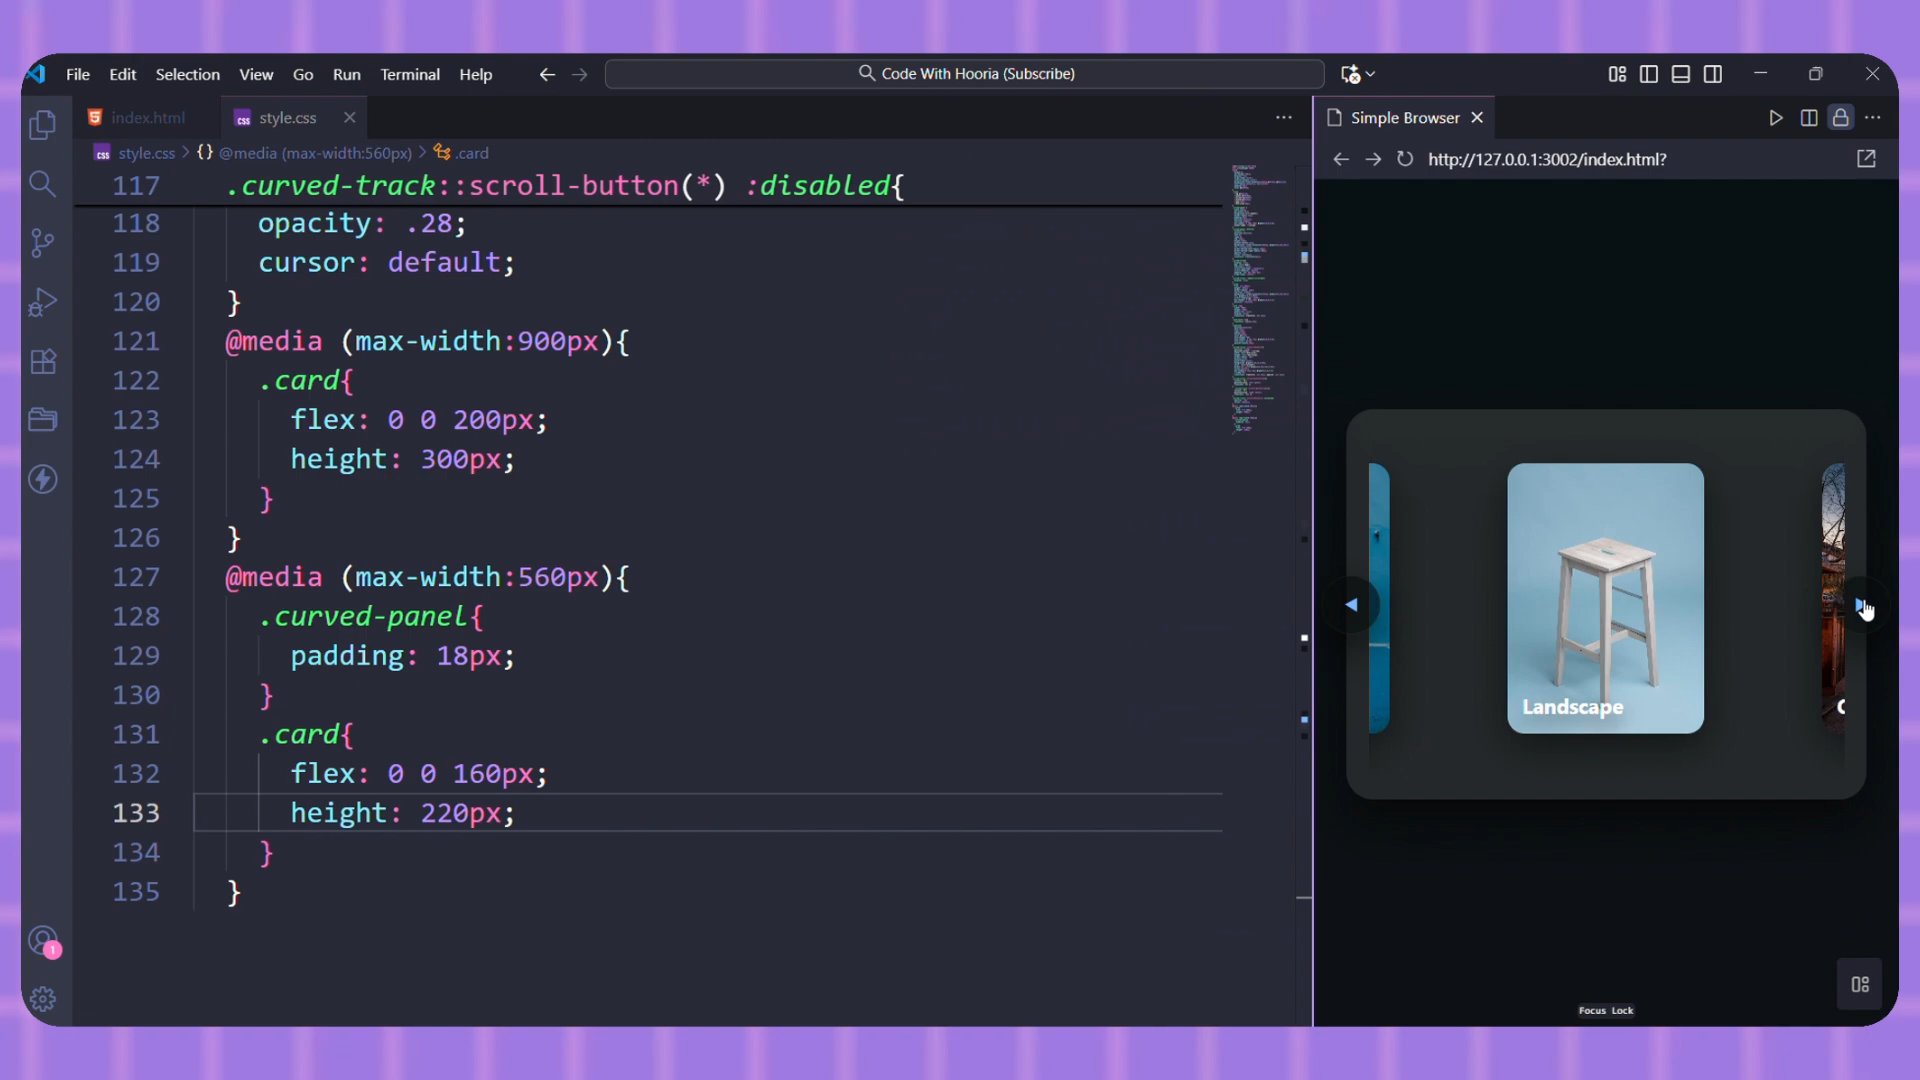 File Edit Selection View Go Run Terminal Help
Code With Hooria (Subscribe)
index.html
style.css
Simple Browser
style.css > {} @media (max-width:560px) > .card
http://127.0.0.1:3002/index.html?
117 .curved-track::scroll-button(*) :disabled{
118 opacity: .28;
119 cursor: default;
120 }
121 @media (max-width:900px){
122 .card{
123 flex: 0 0 200px;
124 height: 300px;
125 }
126 }
127 @media (max-width:560px){
128 .curved-panel{
129 padding: 18px;
130 }
131 .card{
132 flex: 0 0 160px;
133 height: 220px;
134 }
135 }
Landscape
1
Focus Lock